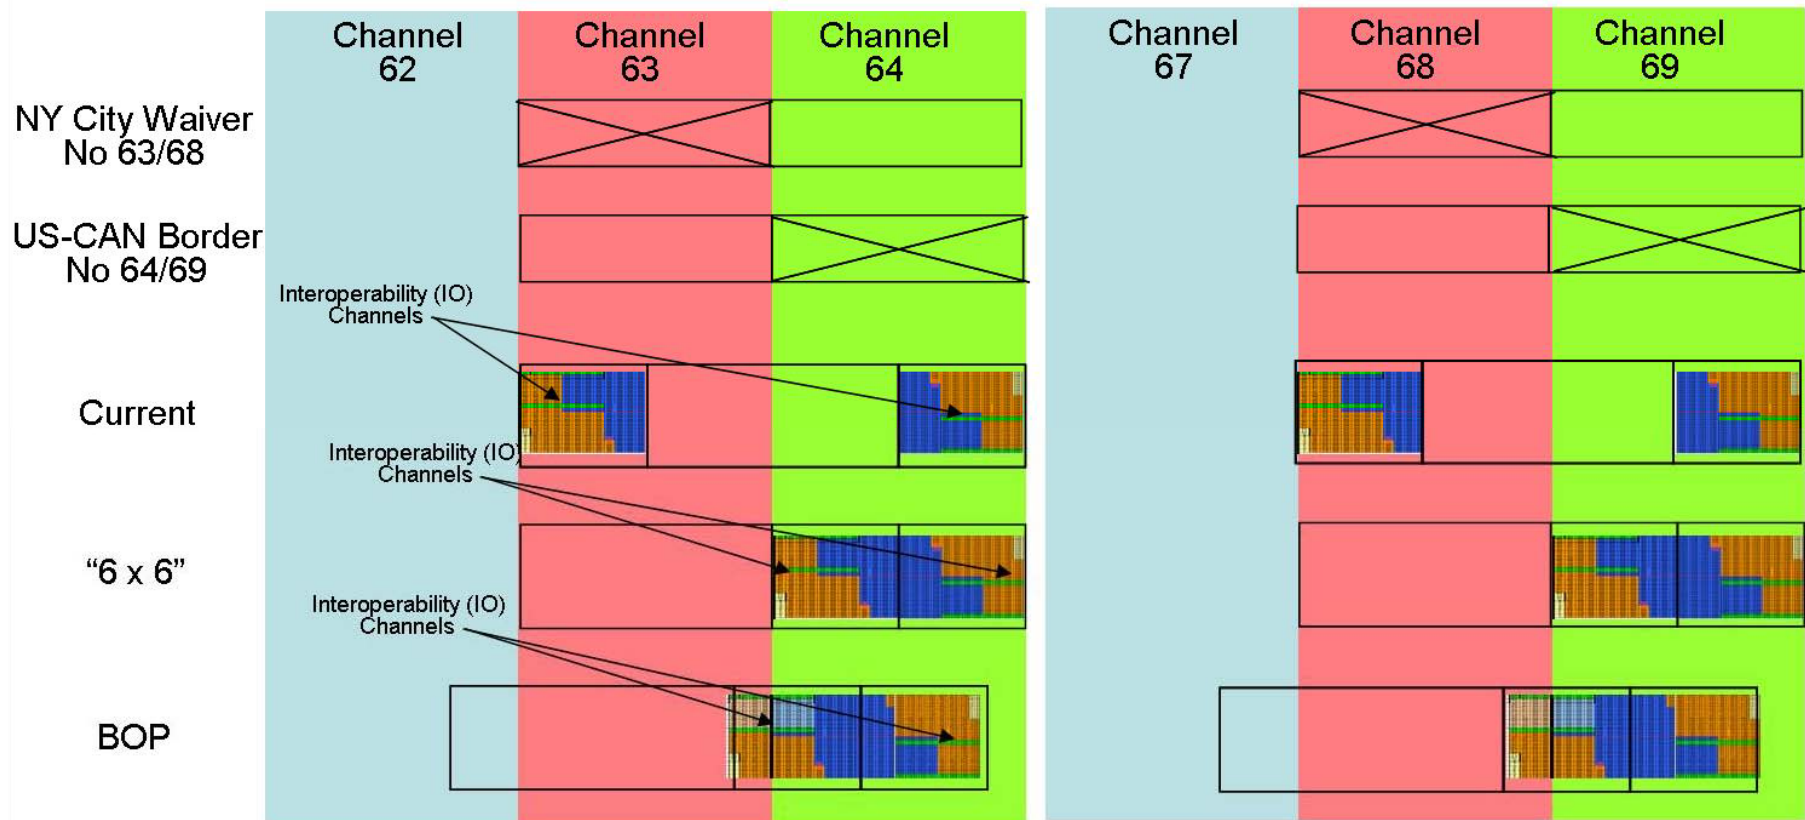 Channel
62
Channel
63
Channel
64
Channel
67
Channel
68
Channel
69
NY City Waiver
No 63/68
US-CAN Border
No 64/69
Interoperability (IO)
Channels
Current
Interoperability (IO)
Channels
"6 x 6"
Interoperability (IO)
Channels
BOP